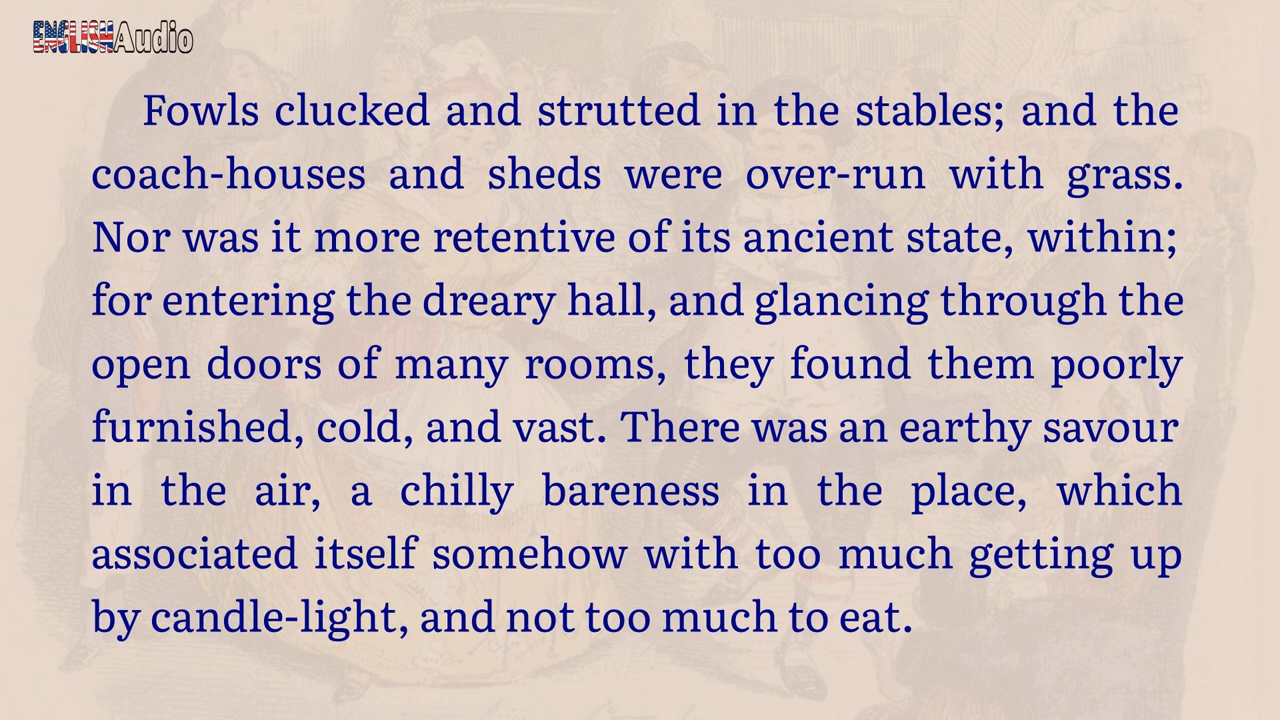 ENGLISHAudio
Fowls clucked and strutted in the stables; and the
coach-houses and sheds were over-run with grass.
Nor was it more retentive of its ancient state, within;
for entering the dreary hall, and glancing through the
open doors of many rooms, they found them poorly
furnished, cold, and vast. There was an earthy savour
in the air, a chilly bareness in the place, which
associated itself somehow with too much getting up
by candle-light, and not too much to eat.